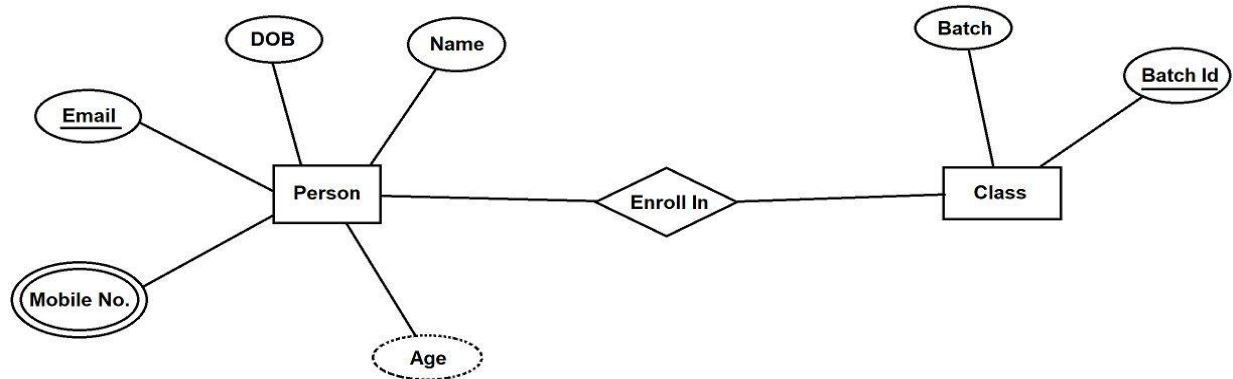 DOB
Name
Batch
Batch Id
Email
Person
Enroll In
Class
Mobile No.
Age